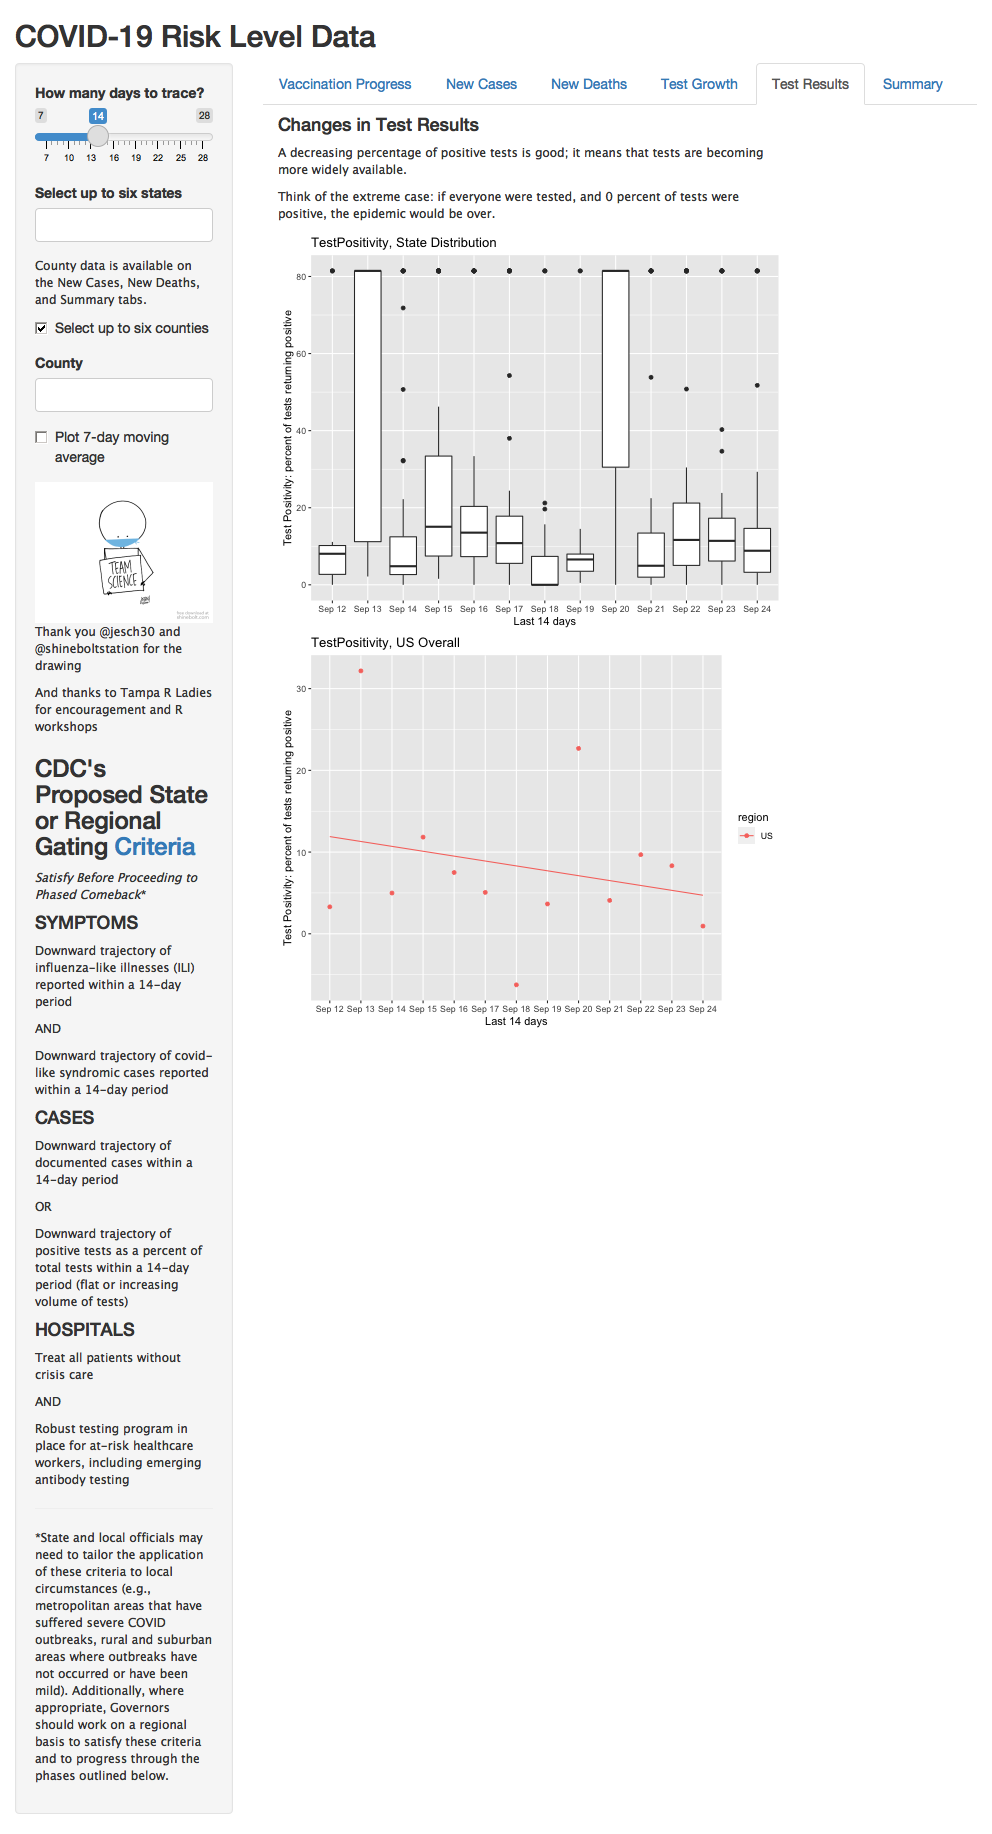 COVID-19 Risk Level Data
How many days to trace?
7 14 28
7 10 13 16 19 22 25 28
Select up to six states
County data is available on
the New Cases, New Deaths,
and Summary tabs.
Select up to six counties
County
Plot 7-day moving
average
TEAM
SCIENCE
Thank you @jesch30 and
@shineboltstation for the
drawing
And thanks to Tampa R Ladies
for encouragement and R
workshops
CDC's
Proposed State
or Regional
Gating Criteria
Satisfy Before Proceeding to
Phased Comeback*
SYMPTOMS
Downward trajectory of
influenza-like illnesses (ILI)
reported within a 14-day
period
AND
Downward trajectory of covid-
like syndromic cases reported
within a 14-day period
CASES
Downward trajectory of
documented cases within a
14-day period
OR
Downward trajectory of
positive tests as a percent of
total tests within a 14-day
period (flat or increasing
volume of tests)
HOSPITALS
Treat all patients without
crisis care
AND
Robust testing program in
place for at-risk healthcare
workers, including emerging
antibody testing
*State and local officials may
need to tailor the application
of these criteria to local
circumstances (e.g.,
metropolitan areas that have
suffered severe COVID
outbreaks, rural and suburban
areas where outbreaks have
not occurred or have been
mild). Additionally, where
appropriate, Governors
should work on a regional
basis to satisfy these criteria
and to progress through the
phases outlined below.
Vaccination Progress New Cases New Deaths Test Growth Test Results Summary
Changes in Test Results
A decreasing percentage of positive tests is good; it means that tests are becoming
more widely available.
Think of the extreme case: if everyone were tested, and 0 percent of tests were
positive, the epidemic would be over.
TestPositivity, State Distribution
Test Positivity: percent of tests returning positive
80
60
40
20
0
Sep 12 Sep 13 Sep 14 Sep 15 Sep 16 Sep 17 Sep 18 Sep 19 Sep 20 Sep 21 Sep 22 Sep 23 Sep 24
Last 14 days
TestPositivity, US Overall
Test Positivity: percent of tests returning positive
30
20
10
0
Sep 12 Sep 13 Sep 14 Sep 15 Sep 16 Sep 17 Sep 18 Sep 19 Sep 20 Sep 21 Sep 22 Sep 23 Sep 24
Last 14 days
region
US